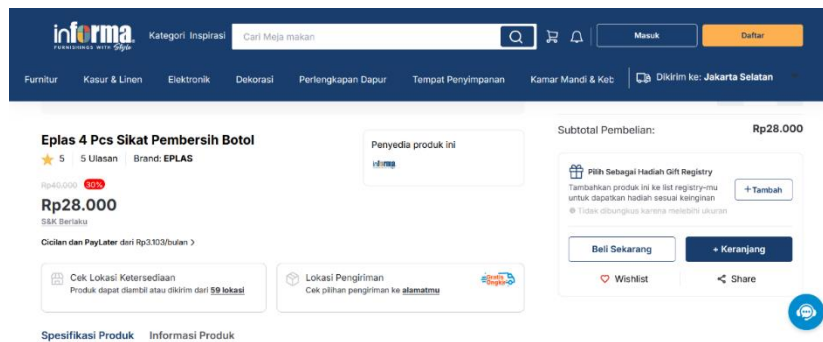 informa
FURNISHINGS WITH Style
Kategori Inspirasi
Cari Meja makan
Masuk
Daftar
Furnitur Kasur & Linen Elektronik Dekorasi Perlengkapan Dapur Tempat Penyimpanan Kamar Mandi & Keb
Dikirim ke: Jakarta Selatan
Eplas 4 Pcs Sikat Pembersih Botol
5 5 Ulasan Brand: EPLAS
Rp40.000 30%
Rp28.000
S&K Berlaku
Cicilan dan PayLater dari Rp3.103/bulan >
Penyedia produk ini
informa
Cek Lokasi Ketersediaan
Produk dapat diambil atau dikirim dari 59 lokasi
Lokasi Pengiriman
Cek pilihan pengiriman ke alamatmu
Gratis
Ongkir
Spesifikasi Produk Informasi Produk
Subtotal Pembelian: Rp28.000
Pilih Sebagai Hadiah Gift Registry
Tambahkan produk ini ke list registry-mu
untuk dapatkan hadiah sesuai keinginan
Tidak dibungkus karena melebihi ukuran
+ Tambah
Beli Sekarang
+ Keranjang
Wishlist
Share